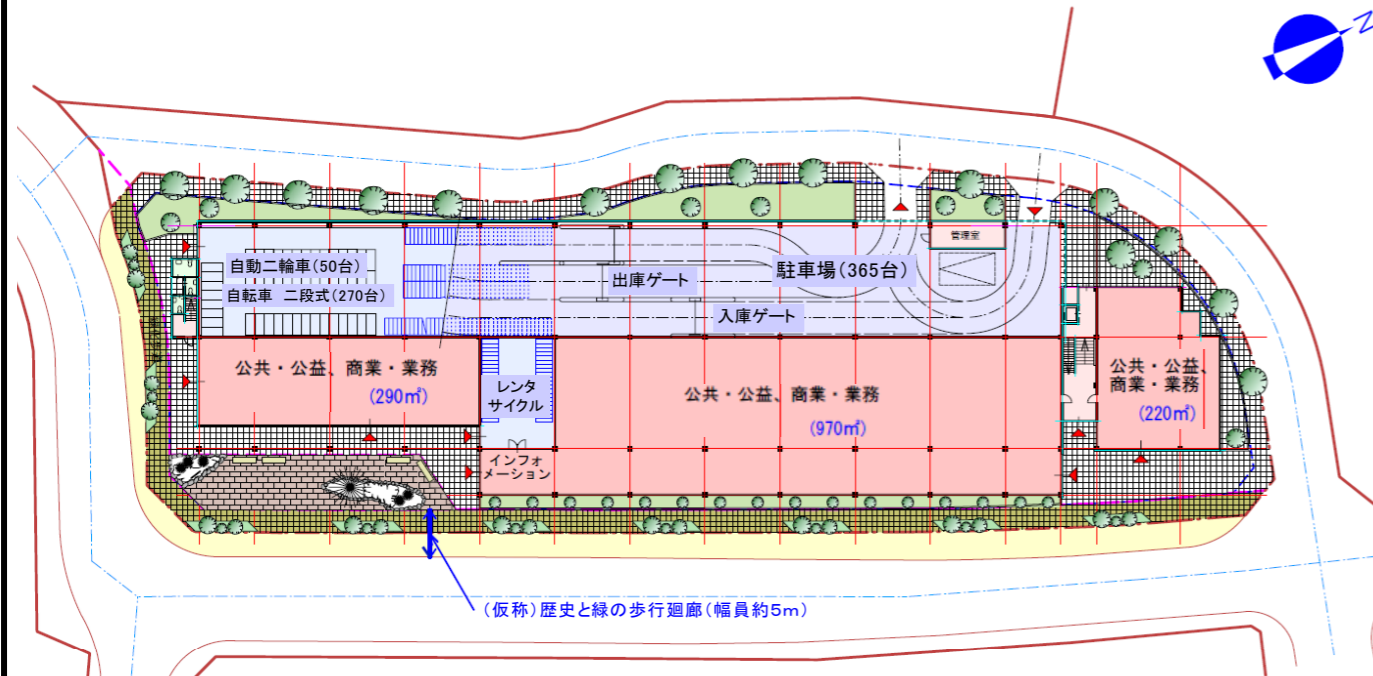 N
管理室
自動二輪車(50台)
自転車 二段式(270台)
出庫ゲート
駐車場(365台)
入庫ゲート
公共・公益、商業・業務
(290㎡)
レンタ
サイクル
公共・公益、商業・業務
(970㎡)
公共・公益、
商業・業務
(220㎡)
インフォ
メーション
(仮称)歴史と緑の歩行廻廊(幅員約5m)